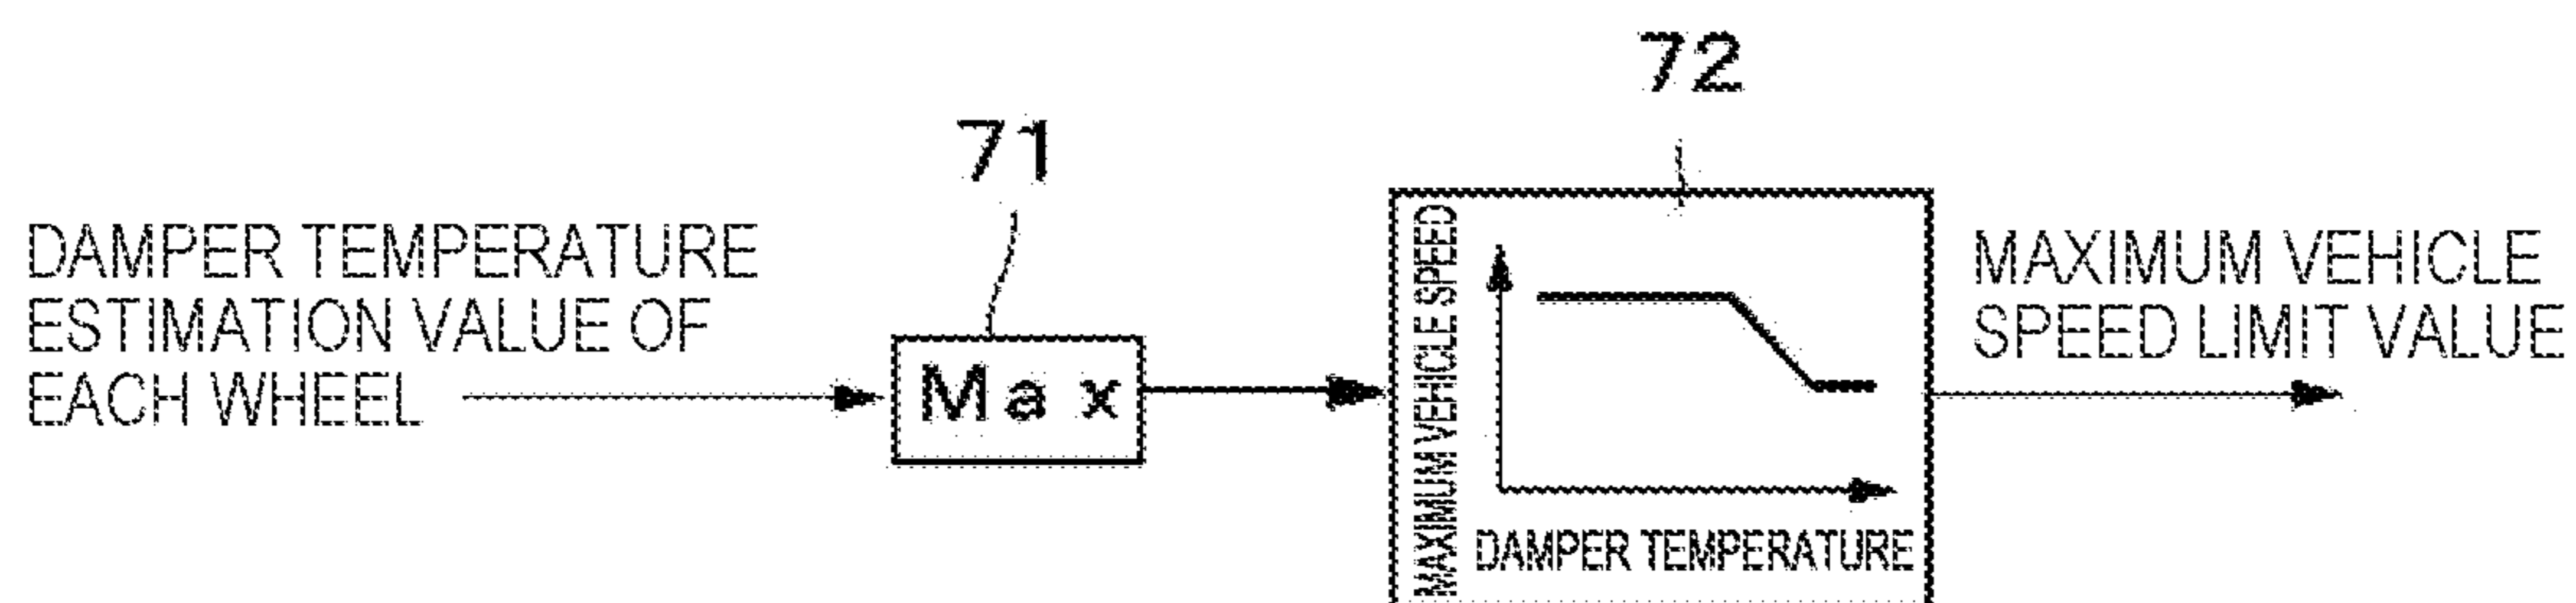 72
71
DAMPER TEMPERATURE
ESTIMATION VALUE OF
EACH WHEEL
Max
MAXIMUM VEHICLE SPEED
DAMPER TEMPERATURE
MAXIMUM VEHICLE
SPEED LIMIT VALUE